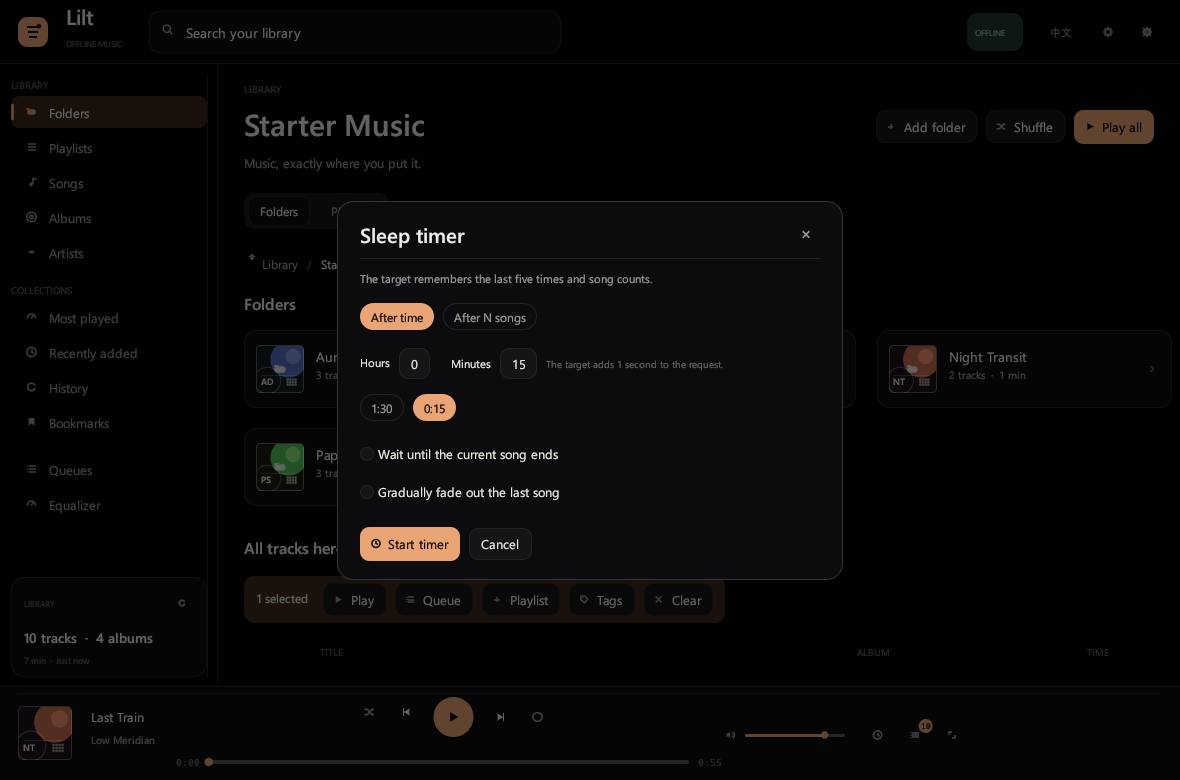 Lilt
OFFLINE MUSIC
Search your library
OFFLINE
中文
LIBRARY
Folders
Playlists
Songs
Albums
Artists
COLLECTIONS
Most played
Recently added
History
Bookmarks
Queues
Equalizer
LIBRARY
10 tracks · 4 albums
7 min · Just now
LIBRARY
Starter Music
Music, exactly where you put it.
Add folder
Shuffle
Play all
Folders
Library / Sta
Folders
AD
3 tra
NT
Night Transit
2 tracks · 1 min
PS
3 tra
All tracks here
1 selected
Play
Queue
Playlist
Tags
Clear
TITLE
ALBUM
TIME
Sleep timer
The target remembers the last five times and song counts.
After time
After N songs
Hours 0 Minutes 15 The target adds 1 second to the request.
1:30
0:15
Wait until the current song ends
Gradually fade out the last song
Start timer
Cancel
NT
Last Train
Low Meridian
0:00
0:55
10